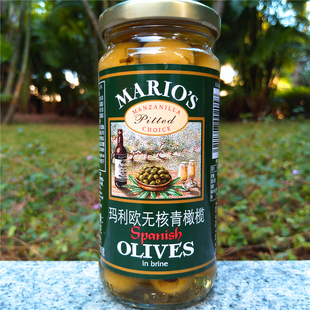 MARIO'S
MANZANILLA
Pitted
CHOICE
玛利欧无核青橄榄
Spanish
OLIVES
in brine